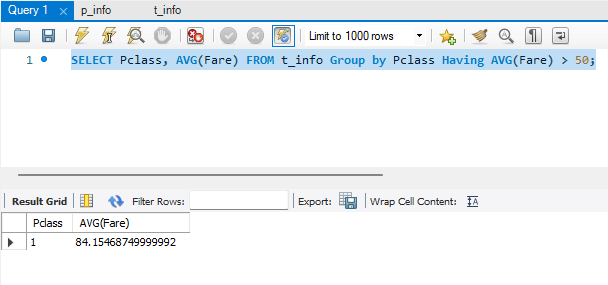 Query 1 p_info t_info
Limit to 1000 rows
1 SELECT Pclass, AVG(Fare) FROM t_info Group by Pclass Having AVG(Fare) > 50;
Result Grid Filter Rows: Export: Wrap Cell Content:
Pclass AVG(Fare)
1 84.15468749999992